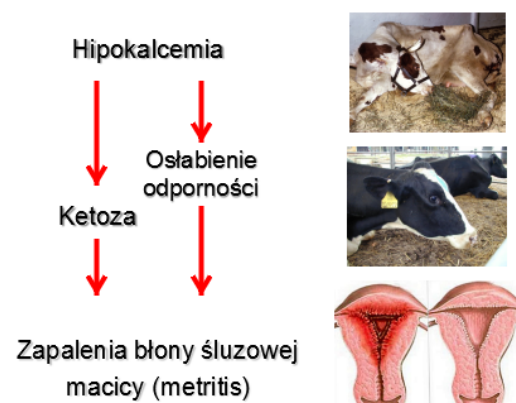 Hipokalcemia
Osłabienie
odporności
Ketoza
Zapalenia błony śluzowej
macicy (metritis)